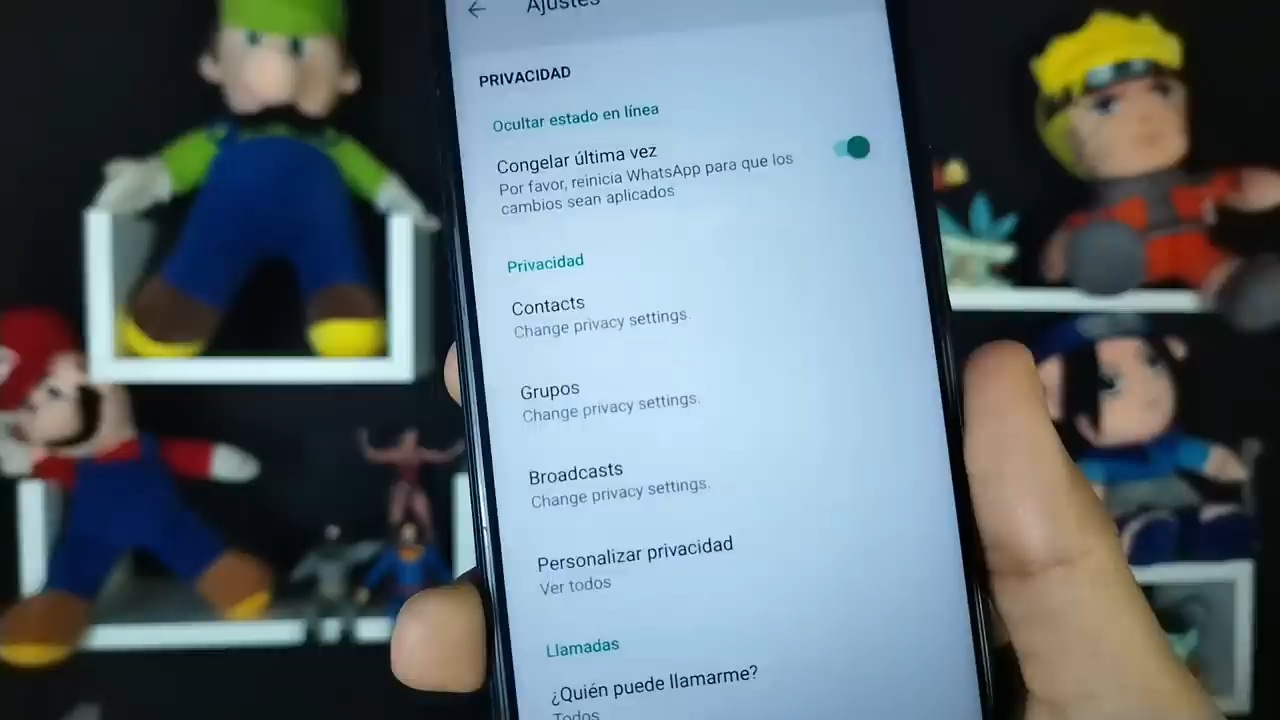 Ajustes
PRIVACIDAD
Ocultar estado en línea
Congelar última vez
Por favor, reinicia WhatsApp para que los
cambios sean aplicados
Privacidad
Contacts
Change privacy settings.
Grupos
Change privacy settings.
Broadcasts
Change privacy settings.
Personalizar privacidad
Ver todos
Llamadas
¿Quién puede llamarme?
Todos